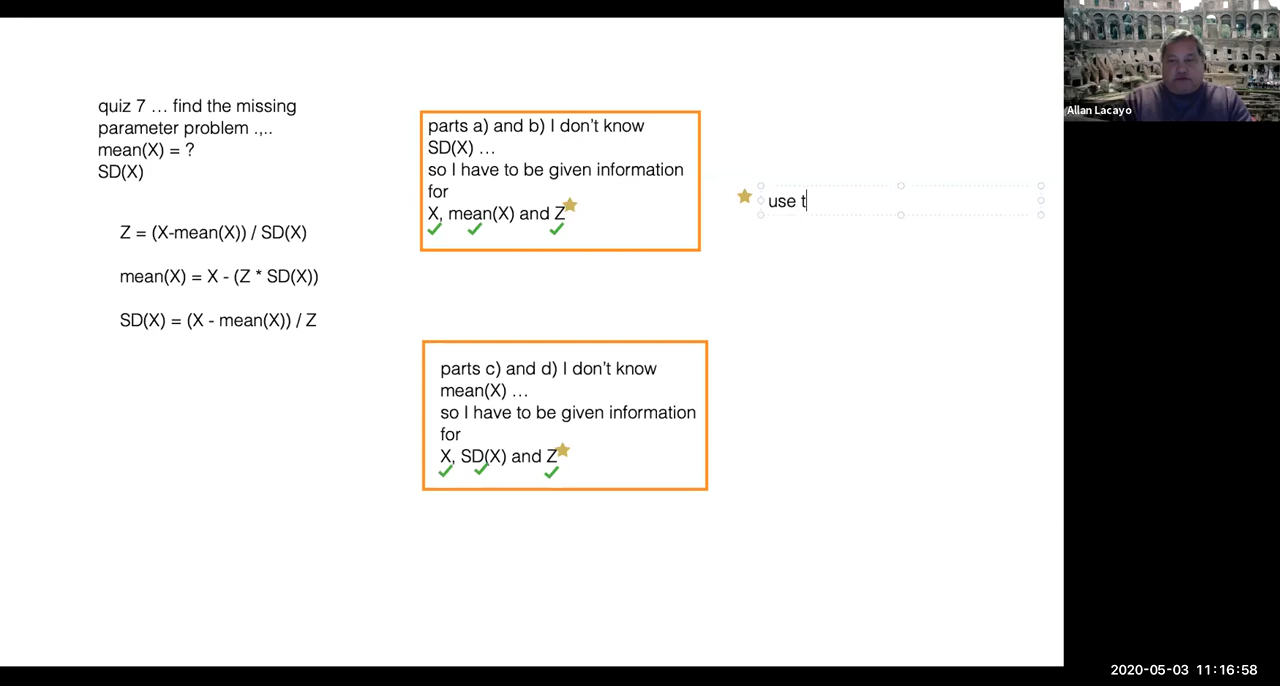 quiz 7 … find the missing
parameter problem .,..
mean(X) = ?
SD(X)
Z = (X-mean(X)) / SD(X)
mean(X) = X - (Z * SD(X))
SD(X) = (X - mean(X)) / Z
parts a) and b) I don’t know
SD(X) …
so I have to be given information
for
X, mean(X) and Z
parts c) and d) I don’t know
mean(X) …
so I have to be given information
for
X, SD(X) and Z
use t
Allan Lacayo
2020-05-03 11:16:58